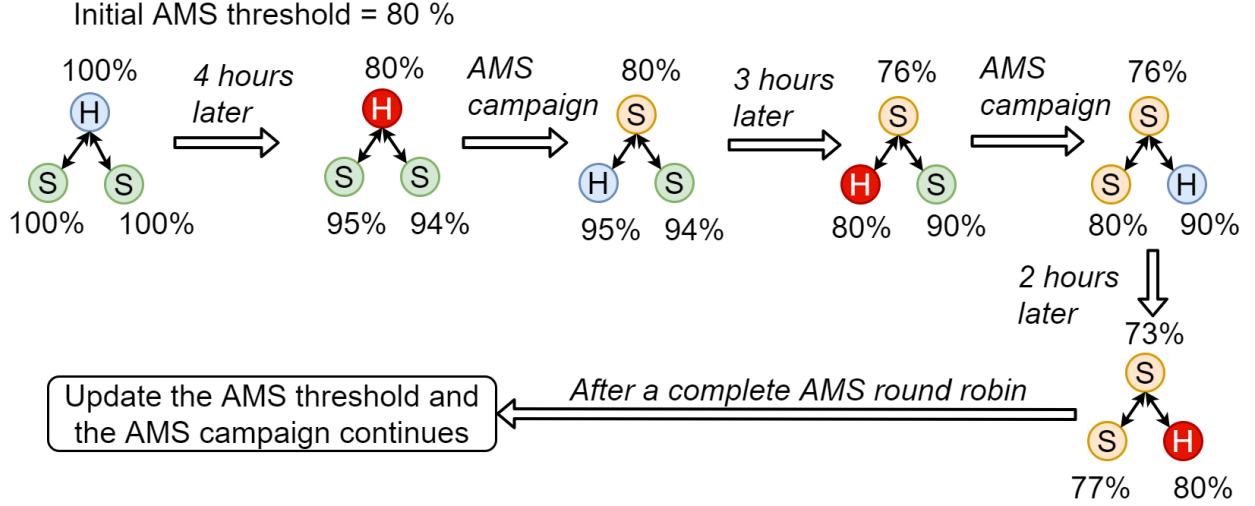 Initial AMS threshold = 80 %
100%
H
S
S
100%
100%
4 hours
later
80%
H
S
S
95%
94%
AMS
campaign
80%
S
H
S
95%
94%
3 hours
later
76%
S
H
S
80%
90%
AMS
campaign
76%
S
S
H
80%
90%
2 hours
later
73%
S
S
H
77%
80%
After a complete AMS round robin
Update the AMS threshold and
the AMS campaign continues